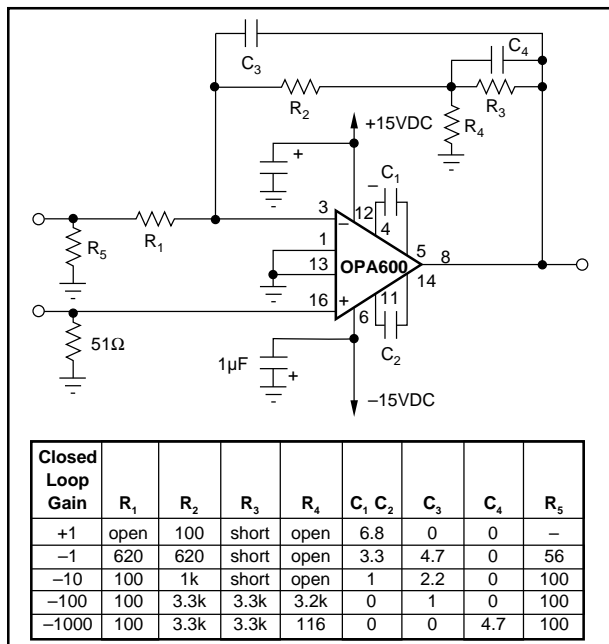 C₃
C₄
R₂
R₃
R₄
+15VDC
+
– C₁
3
12
4
–
R₁
1
5
8
R₅
13
OPA600
14
16
+
11
6
51Ω
C₂
1µF
+
–15VDC
Closed Loop Gain R₁ R₂ R₃ R₄ C₁ C₂ C₃ C₄ R₅
+1 open 100 short open 6.8 0 0 –
–1 620 620 short open 3.3 4.7 0 56
–10 100 1k short open 1 2.2 0 100
–100 100 3.3k 3.3k 3.2k 0 1 0 100
–1000 100 3.3k 3.3k 116 0 0 4.7 100